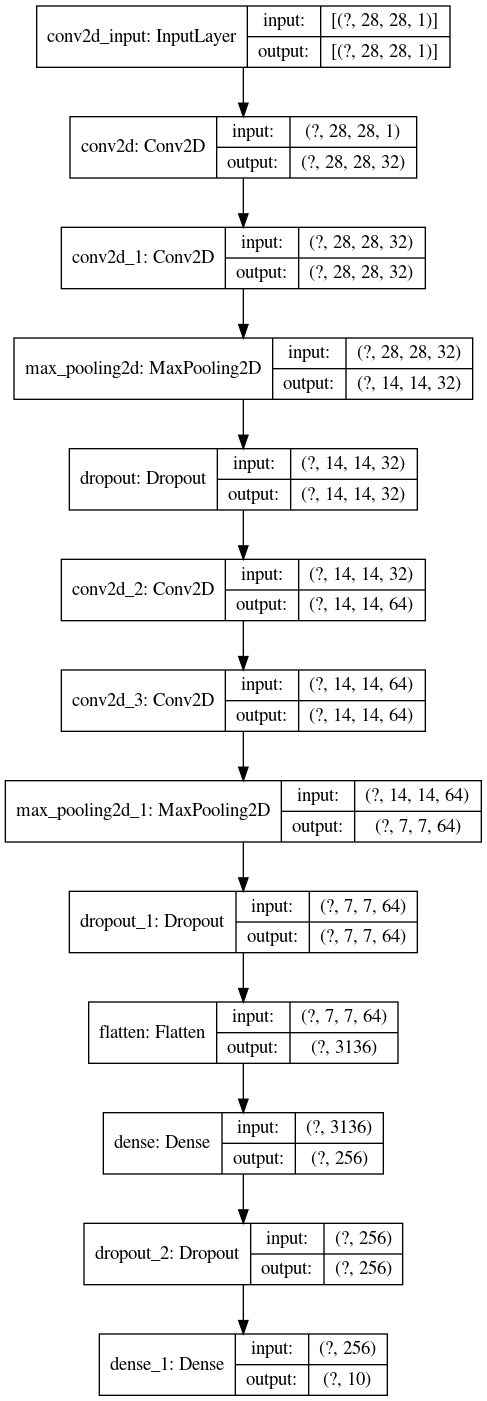 conv2d_input: InputLayer input: [(?, 28, 28, 1)]
output: [(?, 28, 28, 1)]
conv2d: Conv2D input: (?, 28, 28, 1)
output: (?, 28, 28, 32)
conv2d_1: Conv2D input: (?, 28, 28, 32)
output: (?, 28, 28, 32)
max_pooling2d: MaxPooling2D input: (?, 28, 28, 32)
output: (?, 14, 14, 32)
dropout: Dropout input: (?, 14, 14, 32)
output: (?, 14, 14, 32)
conv2d_2: Conv2D input: (?, 14, 14, 32)
output: (?, 14, 14, 64)
conv2d_3: Conv2D input: (?, 14, 14, 64)
output: (?, 14, 14, 64)
max_pooling2d_1: MaxPooling2D input: (?, 14, 14, 64)
output: (?, 7, 7, 64)
dropout_1: Dropout input: (?, 7, 7, 64)
output: (?, 7, 7, 64)
flatten: Flatten input: (?, 7, 7, 64)
output: (?, 3136)
dense: Dense input: (?, 3136)
output: (?, 256)
dropout_2: Dropout input: (?, 256)
output: (?, 256)
dense_1: Dense input: (?, 256)
output: (?, 10)